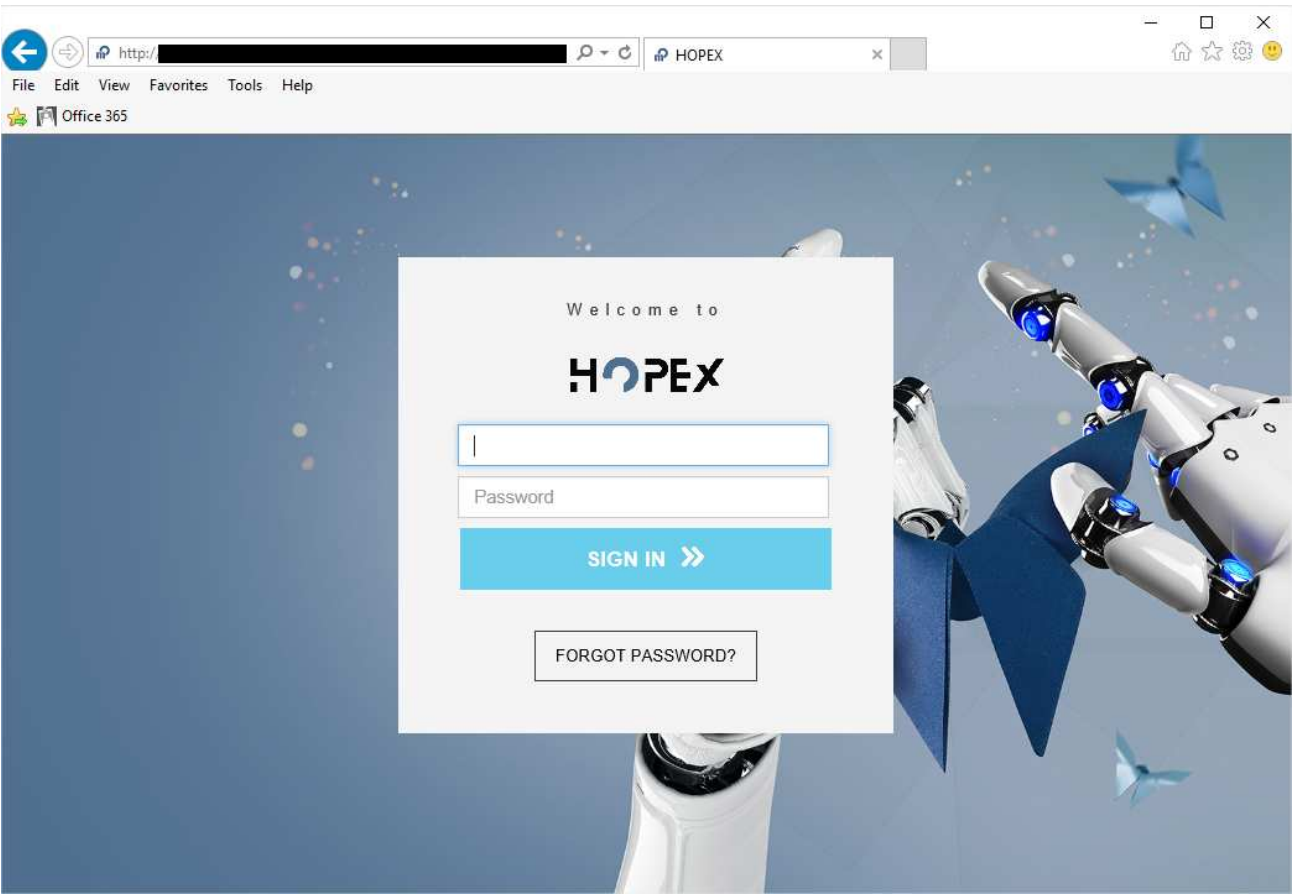 http:/
HOPEX
File Edit View Favorites Tools Help
Office 365
Welcome to
HOPEX
Password
SIGN IN
FORGOT PASSWORD?